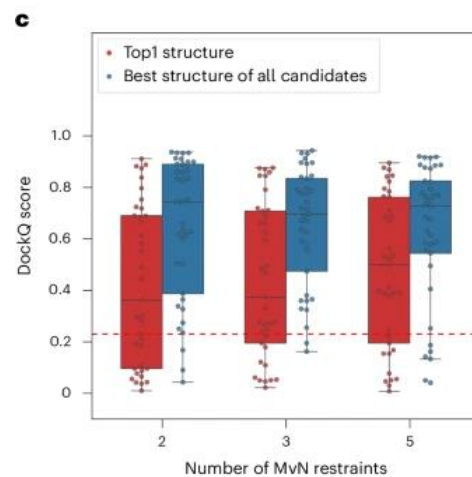 c
Top1 structure
Best structure of all candidates
1.0
0.8
0.6
0.4
0.2
0
DockQ score
2
3
5
Number of MvN restraints